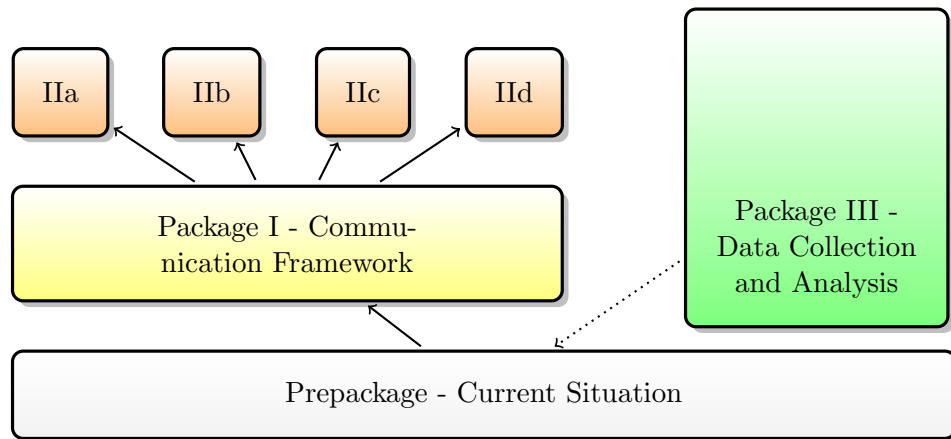 IIa
IIb
IIc
IId
Package I - Commu-
nication Framework
Package III -
Data Collection
and Analysis
Prepackage - Current Situation